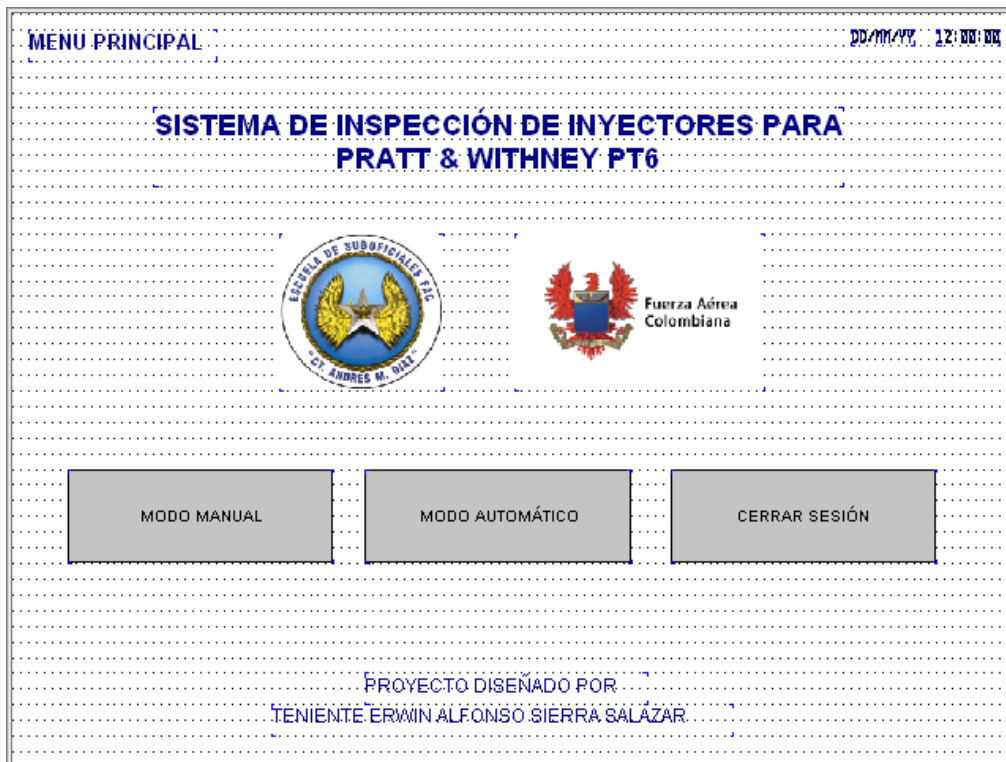 MENU PRINCIPAL
DD/MM/YY 12:00:00
SISTEMA DE INSPECCIÓN DE INYECTORES PARA
PRATT & WITHNEY PT6
ESCUELA DE SUBOFICIALES FAC
"CT. ANDRES M. DIAZ"
Fuerza Aérea
Colombiana
MODO MANUAL
MODO AUTOMÁTICO
CERRAR SESIÓN
PROYECTO DISEÑADO POR
TENIENTE ERWIN ALFONSO SIERRA SALAZAR